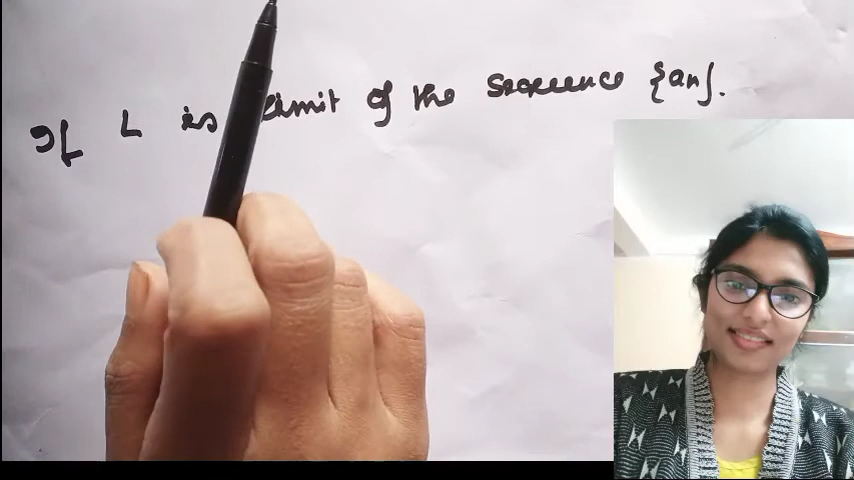 If L is limit of the sequence {an}.